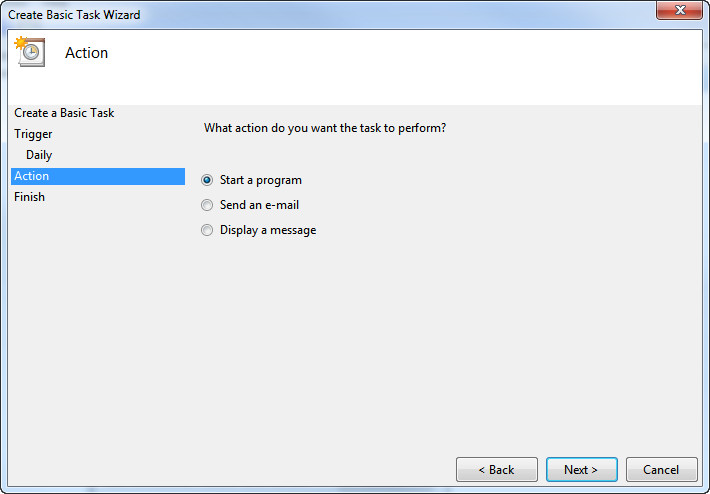 Create Basic Task Wizard
Action
Create a Basic Task
Trigger
Daily
Action
Finish
What action do you want the task to perform?
Start a program
Send an e-mail
Display a message
< Back
Next >
Cancel